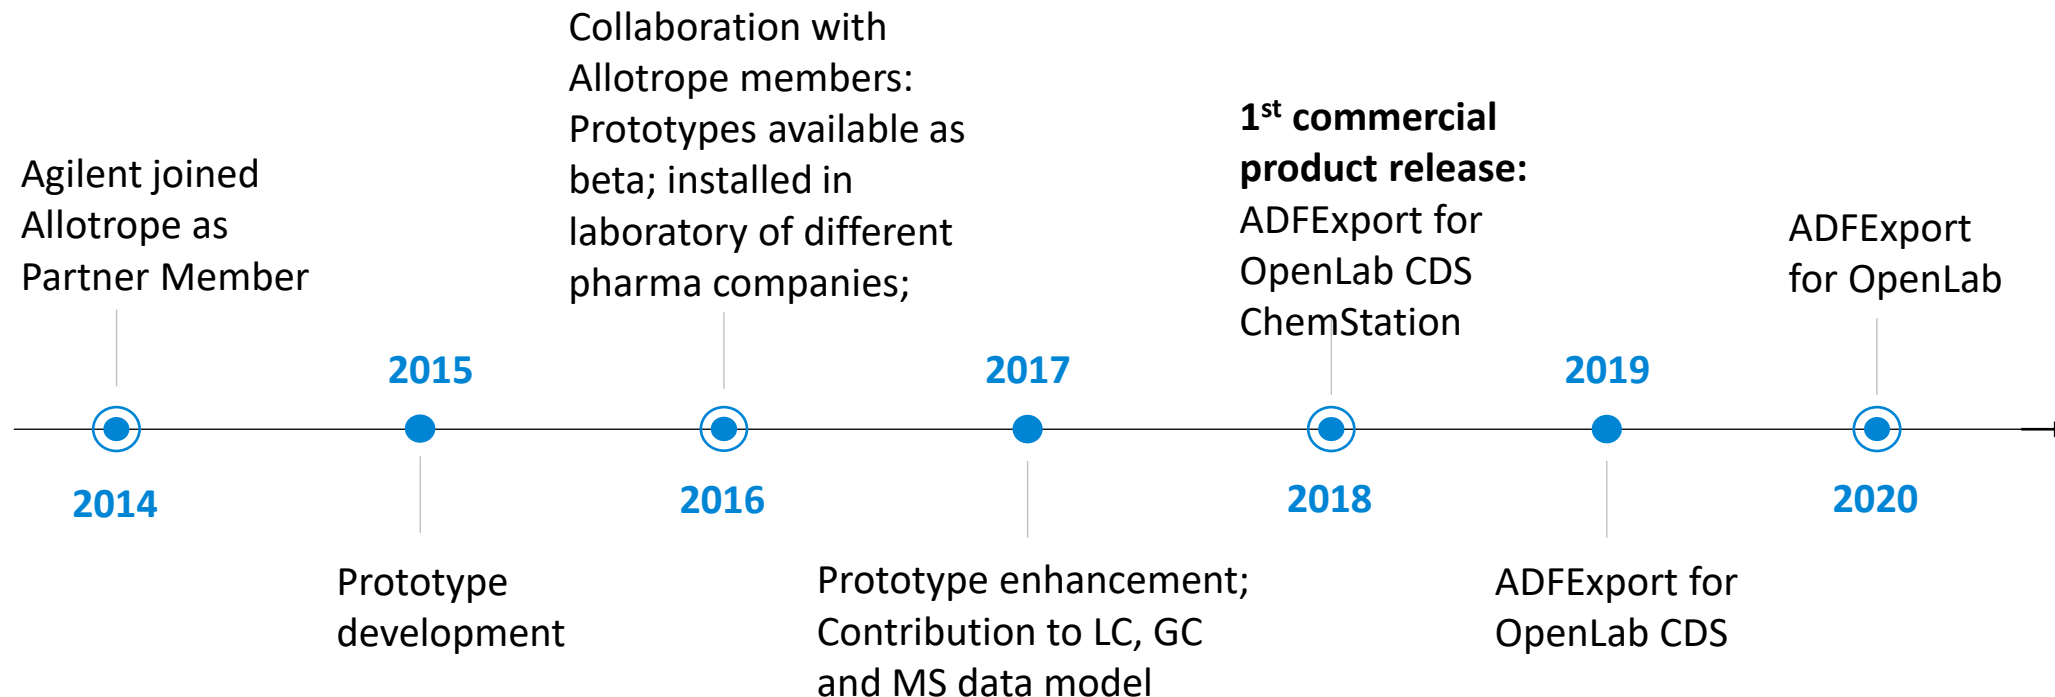 Agilent joined
Allotrope as
Partner Member
2014
2015
Prototype
development
Collaboration with
Allotrope members:
Prototypes available as
beta; installed in
laboratory of different
pharma companies;
2016
2017
Prototype enhancement;
Contribution to LC, GC
and MS data model
1st commercial
product release:
ADFExport for
OpenLab CDS
ChemStation
2018
2019
ADFExport for
OpenLab CDS
ADFExport
for OpenLab
2020